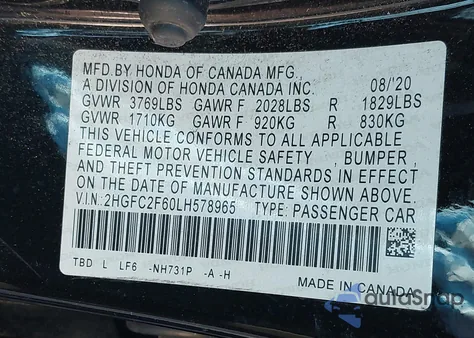 MFD.BY HONDA OF CANADA MFG.,
A DIVISION OF HONDA CANADA INC. 08/'20
GVWR 3769LBS GAWR F 2028LBS R 1829LBS
GVWR 1710KG GAWR F 920KG R 830KG
THIS VEHICLE CONFORMS TO ALL APPLICABLE
FEDERAL MOTOR VEHICLE SAFETY , BUMPER ,
AND THEFT PREVENTION STANDARDS IN EFFECT
ON THE DATE OF MANUFACTURE SHOWN ABOVE.
V.I.N.:2HGFC2F60LH578965 TYPE: PASSENGER CAR
TBD L LF6 -NH731P -A -H
MADE IN CANADA
autoSnap